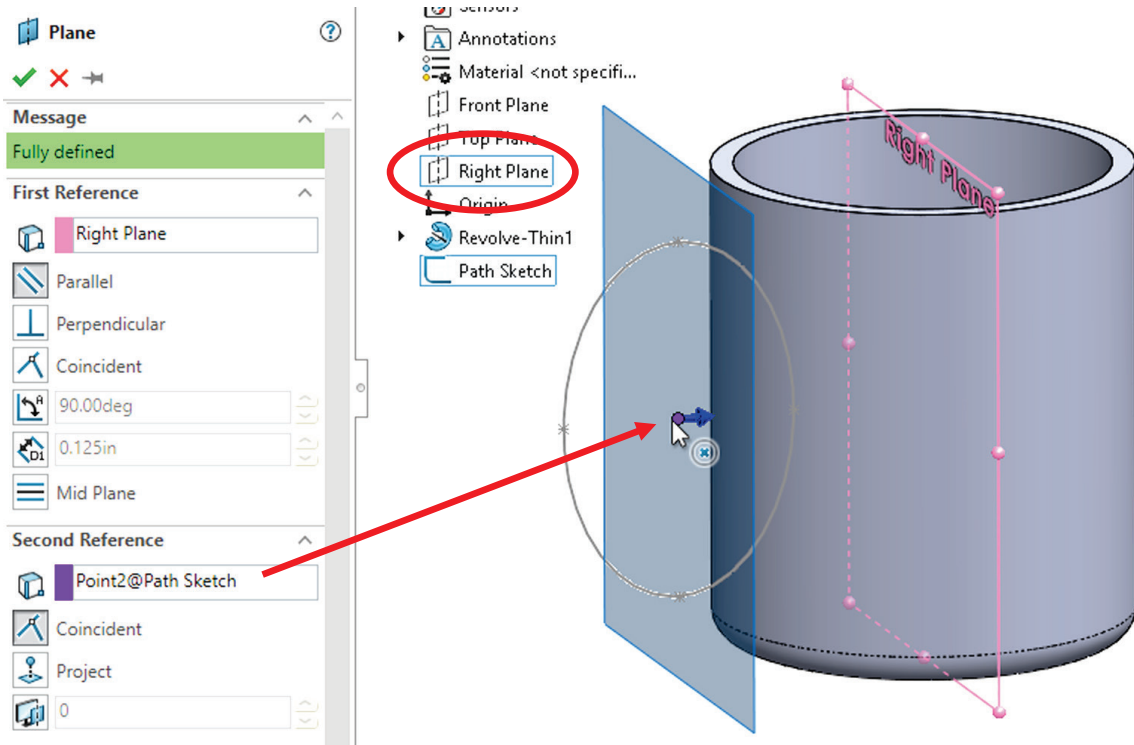 Plane
Message
Fully defined
First Reference
Right Plane
Parallel
Perpendicular
Coincident
90.00deg
0.125in
Mid Plane
Second Reference
Point2@Path Sketch
Coincident
Project
0
Sensors
Annotations
Material <not specifi...
Front Plane
Top Plane
Right Plane
Origin
Revolve-Thin1
Path Sketch
Right Plane